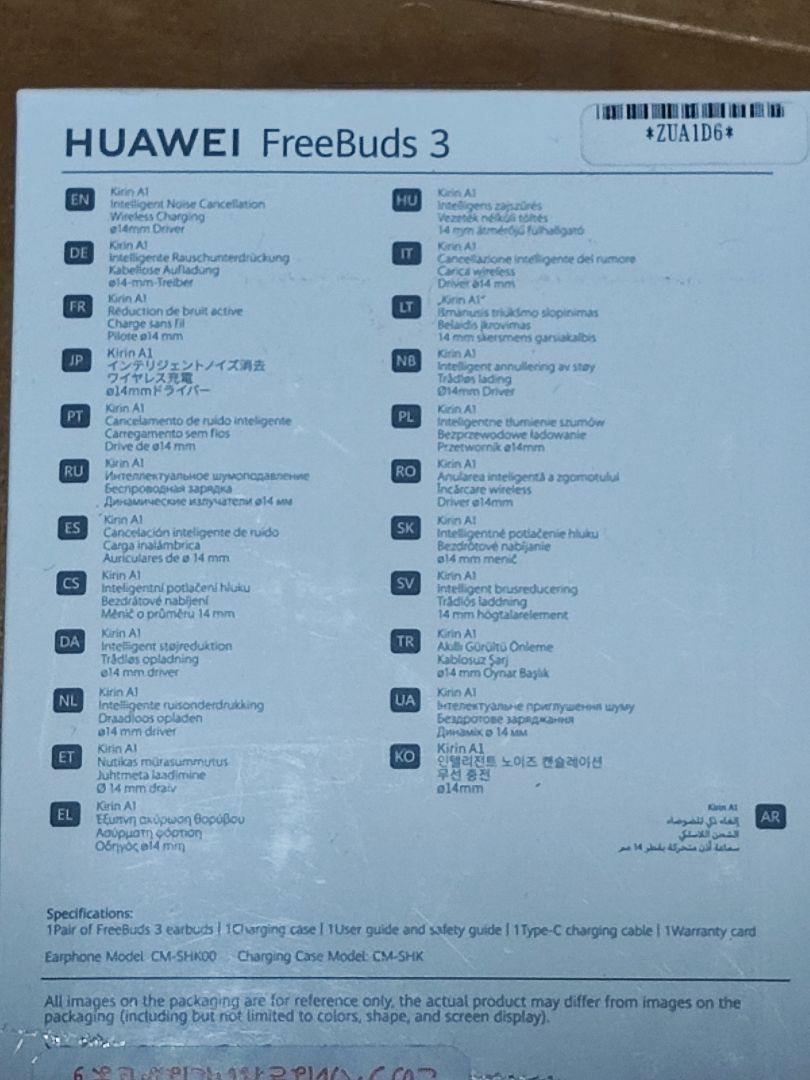 HUAWEI FreeBuds 3
*ZUA1D6*
EN
Kirin A1
Intelligent Noise Cancellation
Wireless Charging
ø14mm Driver
DE
Kirin A1
Intelligente Rauschunterdrückung
Kabellose Aufladung
ø14-mm-Treiber
FR
Kirin A1
Réduction de bruit active
Charge sans fil
Pilote ø14 mm
JP
Kirin A1
インテリジェントノイズ消去
ワイヤレス充電
ø14mmドライバー
PT
Kirin A1
Cancelamento de ruído inteligente
Carregamento sem fios
Drive de ø14 mm
RU
Kirin A1
Интеллектуальное шумоподавление
Беспроводная зарядка
Динамические излучатели ø14 мм
ES
Kirin A1
Cancelación inteligente de ruido
Carga inalámbrica
Auriculares de ø 14 mm
CS
Kirin A1
Inteligentní potlačení hluku
Bezdrátové nabíjení
Měnič o průměru 14 mm
DA
Kirin A1
Intelligent støjreduktion
Trådløs opladning
ø14 mm driver
NL
Kirin A1
Intelligente ruisonderdrukking
Draadloos opladen
ø14 mm driver
ET
Kirin A1
Nutikas mürasummutus
Juhtmeta laadimine
Ø 14 mm draiv
EL
Kirin A1
Έξυπνη ακύρωση θορύβου
Ασύρματη φόρτιση
Οδηγός ø14 mm
HU
Kirin A1
Intelligens zajszűrés
Vezeték nélküli töltés
14 mm átmérőjű fülhallgató
IT
Kirin A1
Cancellazione intelligente del rumore
Carica wireless
Driver ø14 mm
LT
„Kirin A1“
Išmanusis triukšmo slopinimas
Belaidis įkrovimas
14 mm skersmens garsiakalbis
NB
Kirin A1
Intelligent annullering av støy
Trådløs lading
Ø14mm Driver
PL
Kirin A1
Inteligentne tłumienie szumów
Bezprzewodowe ładowanie
Przetwornik ø14mm
RO
Kirin A1
Anularea inteligentă a zgomotului
Încărcare wireless
Driver ø14mm
SK
Kirin A1
Inteligentné potlačenie hluku
Bezdrôtové nabíjanie
ø14 mm menič
SV
Kirin A1
Intelligent brusreducering
Trådlös laddning
14 mm högtalarelement
TR
Kirin A1
Akıllı Gürültü Önleme
Kablosuz Şarj
ø14 mm Oynar Başlık
UA
Kirin A1
Інтелектуальне приглушення шуму
Бездротове заряджання
Динамік ø 14 мм
KO
Kirin A1
인텔리전트 노이즈 캔슬레이션
무선 충전
ø14mm
AR
Kirin A1
إلغاء ذكي للضوضاء
الشحن اللاسلكي
سماعة أذن متحركة بقطر 14 مم
Specifications:
1Pair of FreeBuds 3 earbuds | 1Charging case | 1User guide and safety guide | 1Type-C charging cable | 1Warranty card
Earphone Model: CM-SHK00 Charging Case Model: CM-SHK
All images on the packaging are for reference only, the actual product may differ from images on the
packaging (including but not limited to colors, shape, and screen display).